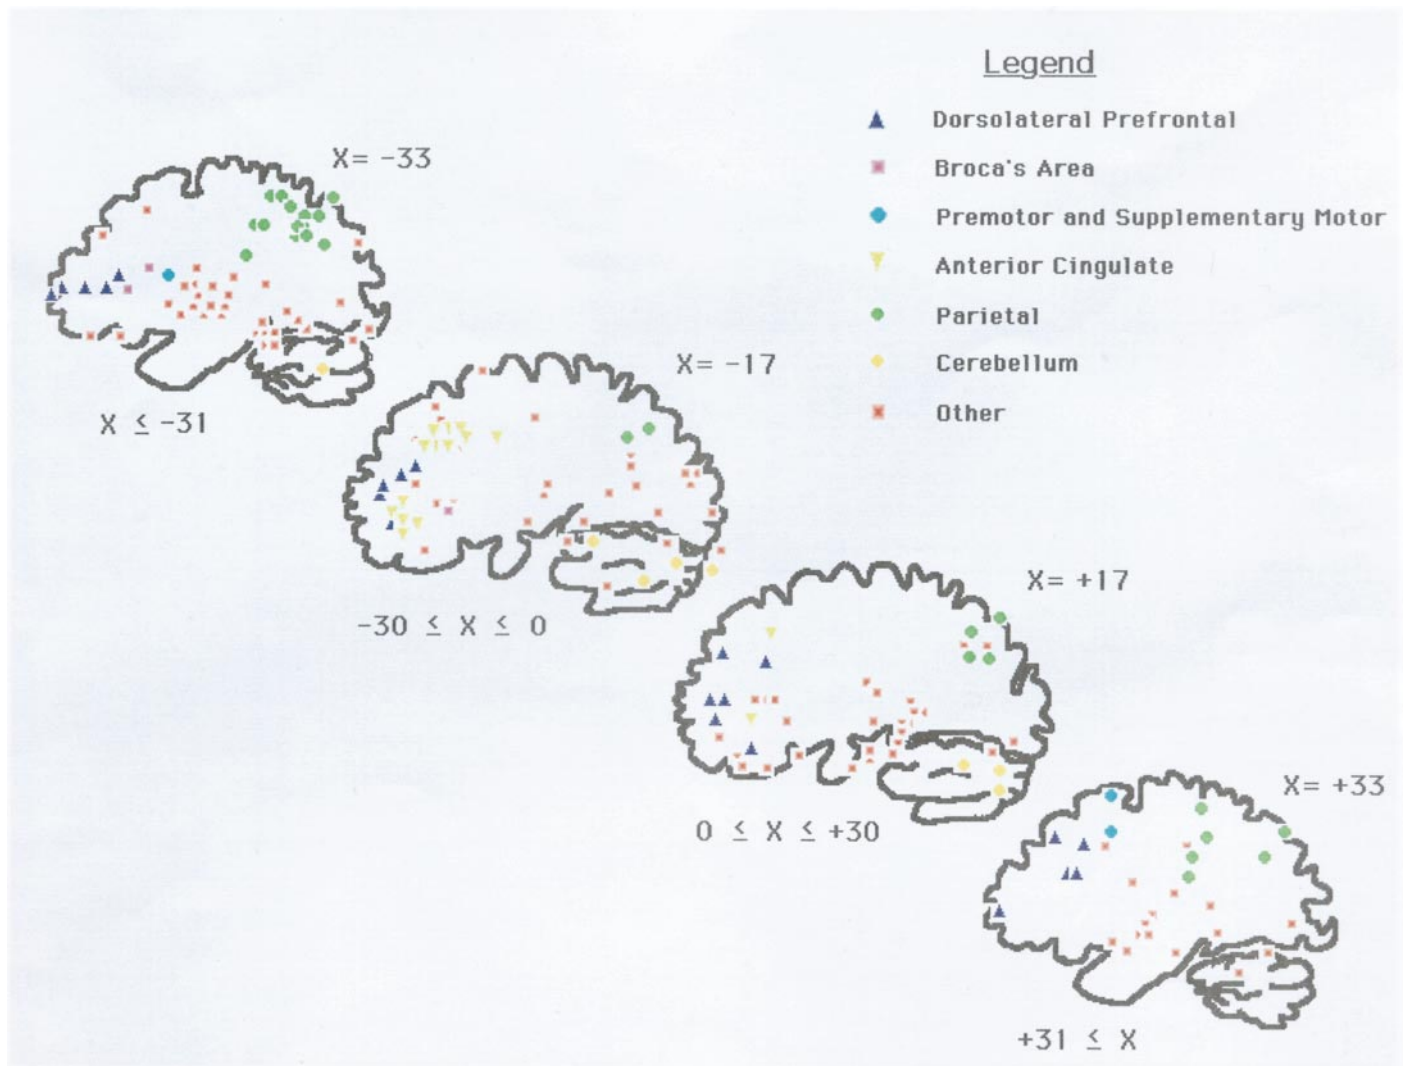 Legend
Dorsolateral Prefrontal
Broca's Area
Premotor and Supplementary Motor
Anterior Cingulate
Parietal
Cerebellum
Other
X= -33
X ≤ -31
X= -17
-30 ≤ X ≤ 0
X= +17
0 ≤ X ≤ +30
X= +33
+31 ≤ X